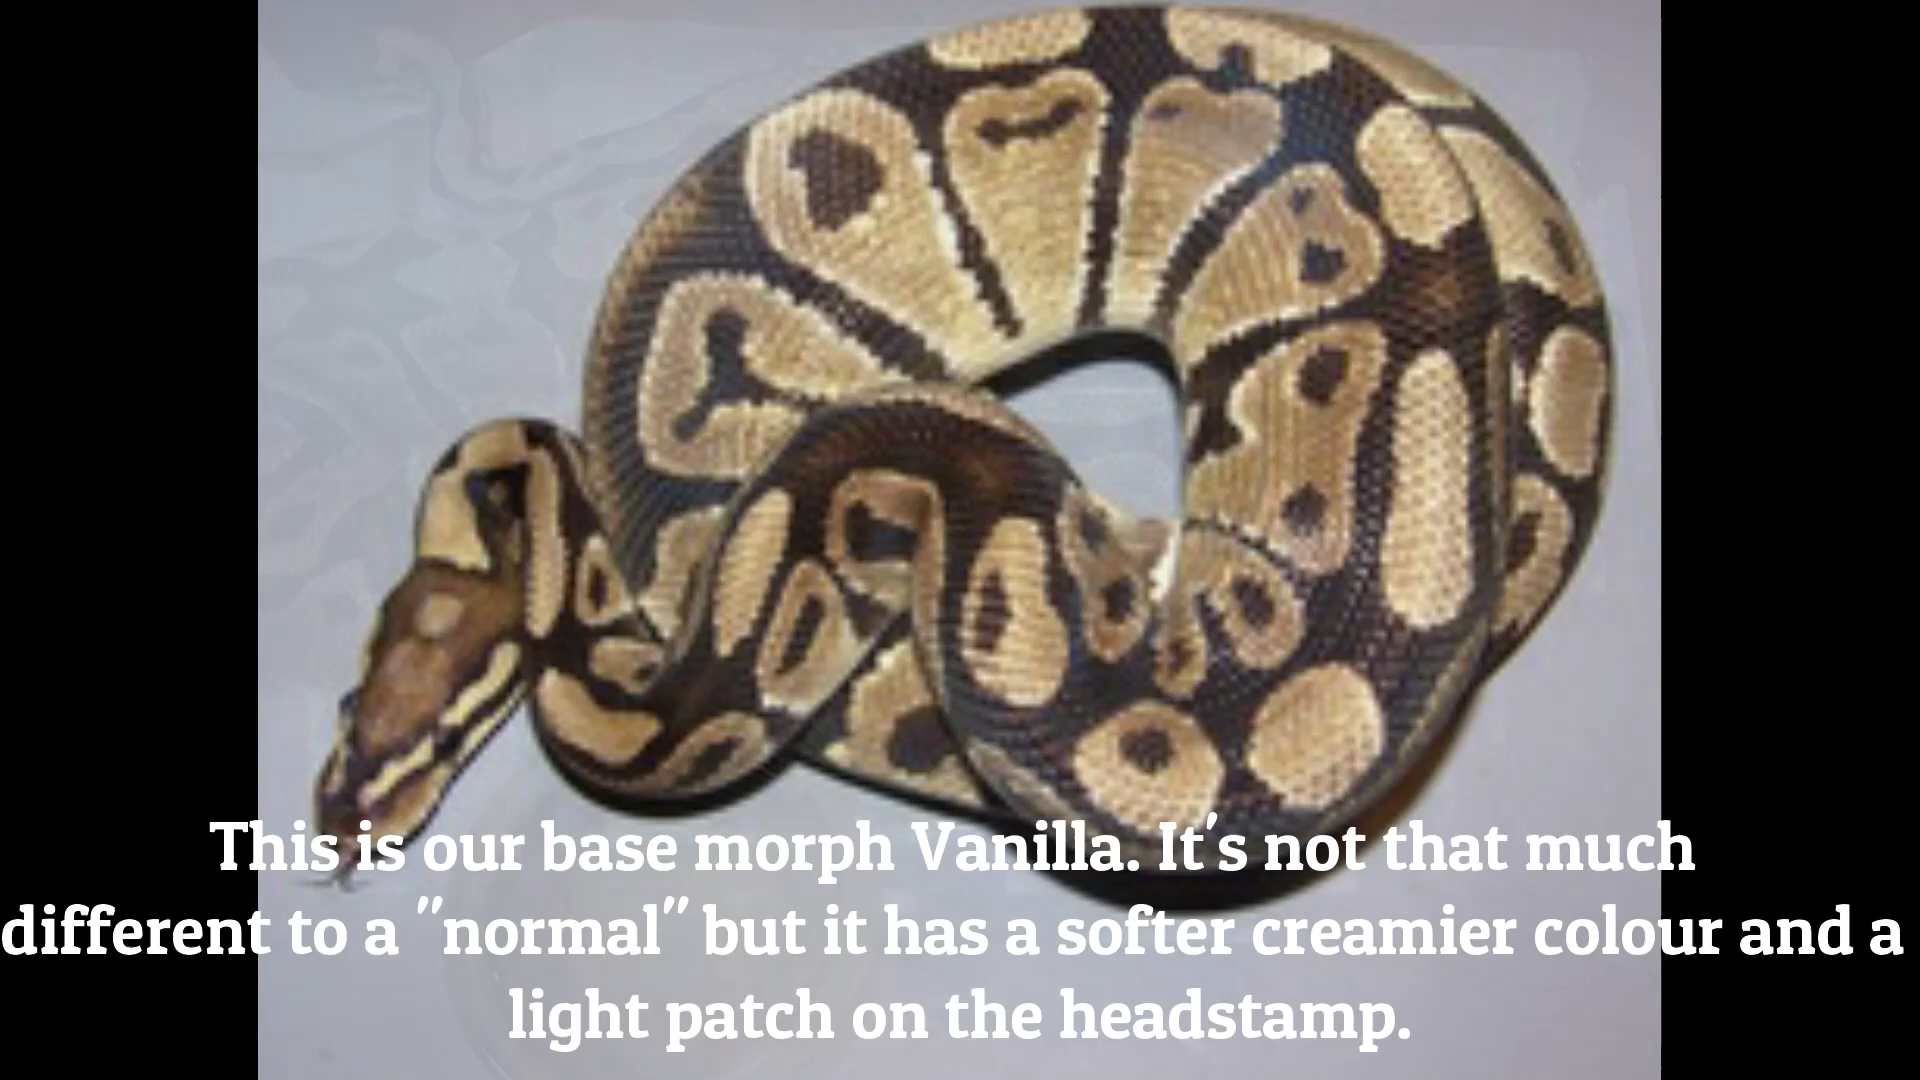 This is our base morph Vanilla. It's not that much
different to a "normal" but it has a softer creamier colour and a
light patch on the headstamp.